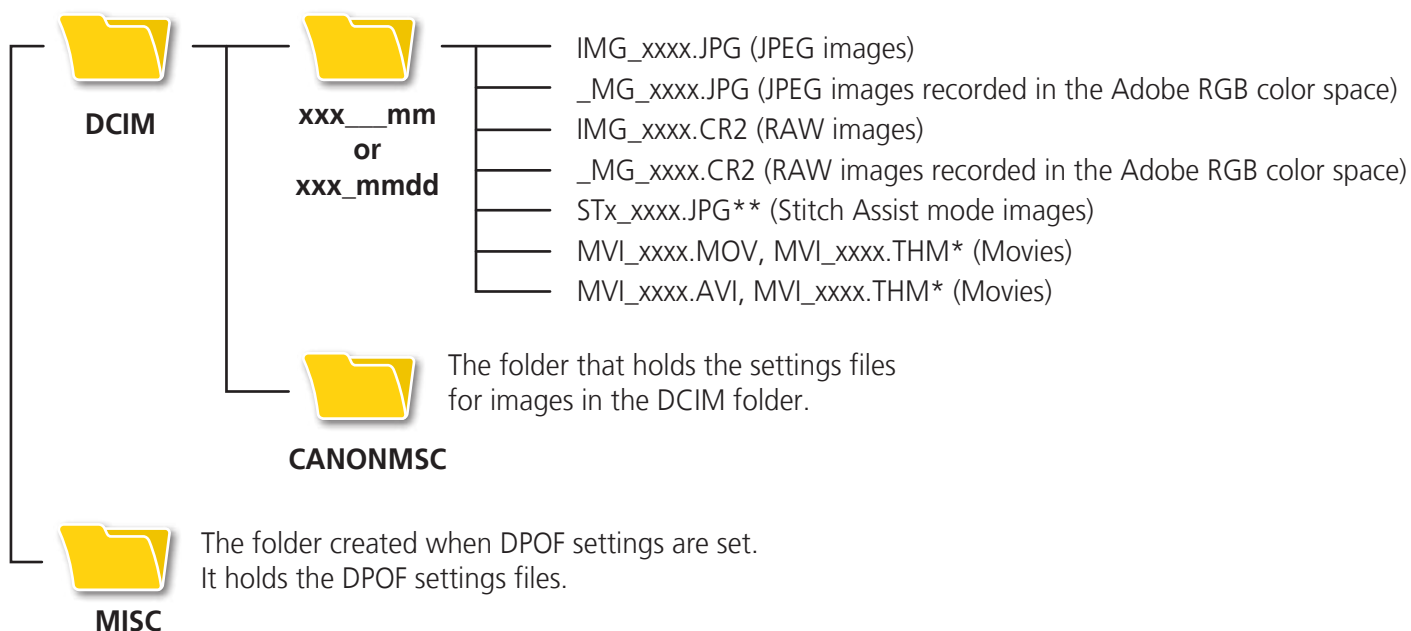 DCIM
xxx___mm
or
xxx_mmdd
IMG_xxxx.JPG (JPEG images)
_MG_xxxx.JPG (JPEG images recorded in the Adobe RGB color space)
IMG_xxxx.CR2 (RAW images)
_MG_xxxx.CR2 (RAW images recorded in the Adobe RGB color space)
STx_xxxx.JPG** (Stitch Assist mode images)
MVI_xxxx.MOV, MVI_xxxx.THM* (Movies)
MVI_xxxx.AVI, MVI_xxxx.THM* (Movies)
The folder that holds the settings files
for images in the DCIM folder.
CANONMSC
The folder created when DPOF settings are set.
It holds the DPOF settings files.
MISC